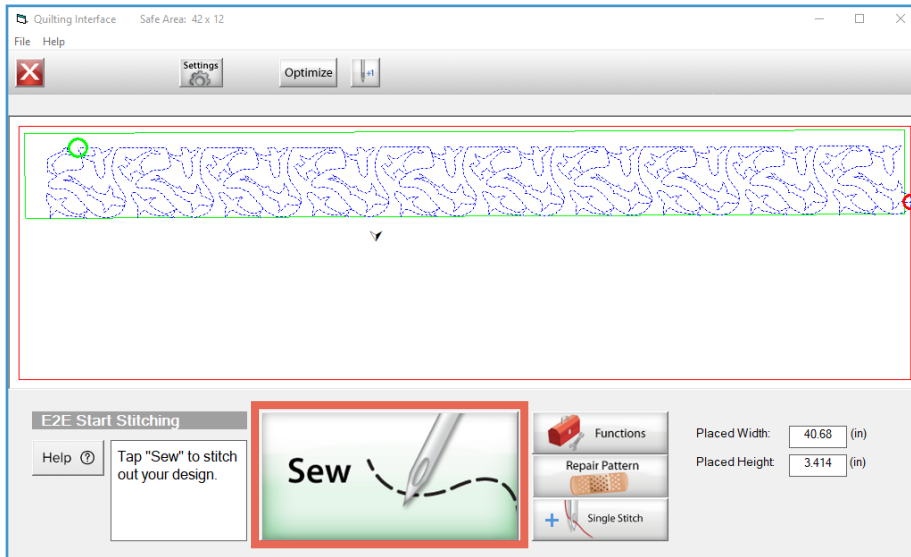 Quilting Interface Safe Area: 42 x 12
File Help
Settings
Optimize
+1
E2E Start Stitching
Help ?
Tap "Sew" to stitch
out your design.
Sew
Functions
Repair Pattern
Single Stitch
Placed Width: 40.68 (in)
Placed Height: 3.414 (in)